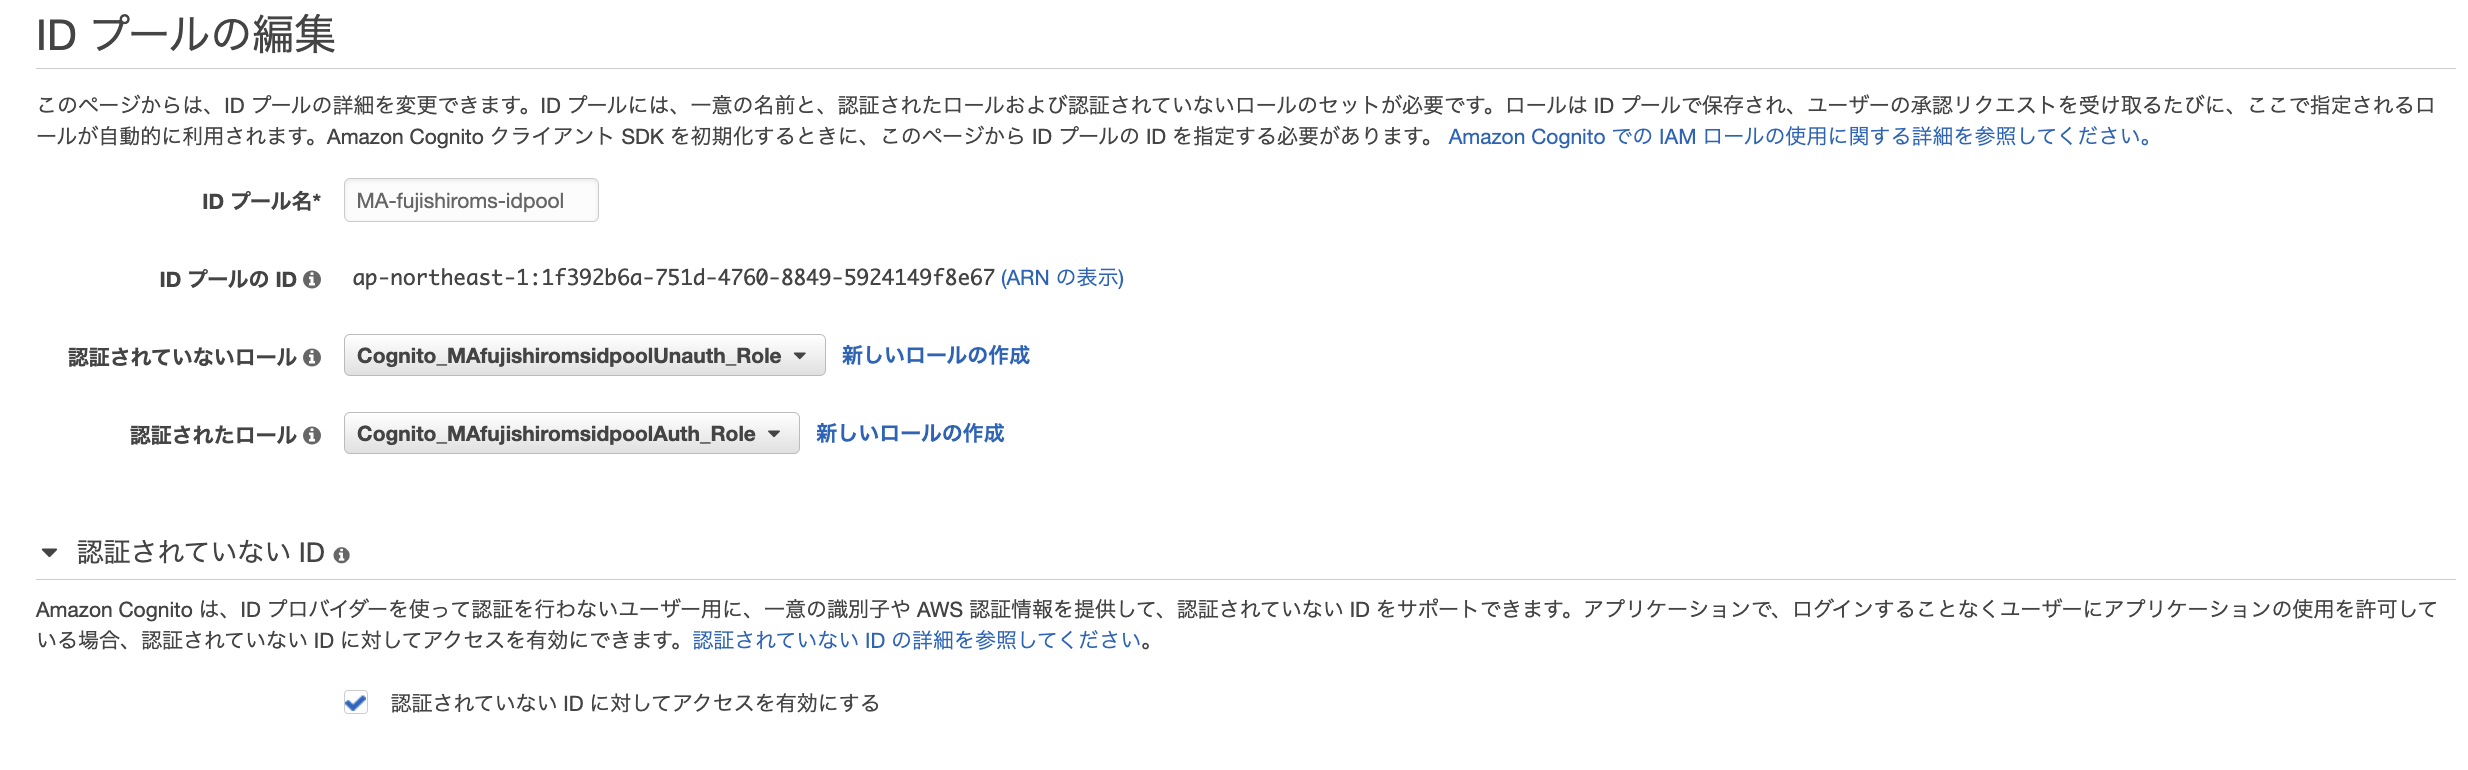 ID プールの編集
このページからは、ID プールの詳細を変更できます。ID プールには、一意の名前と、認証されたロールおよび認証されていないロールのセットが必要です。ロールは ID プールで保存され、ユーザーの承認リクエストを受け取るたびに、ここで指定されるロ
ールが自動的に利用されます。Amazon Cognito クライアント SDK を初期化するときに、このページから ID プールの ID を指定する必要があります。 Amazon Cognito での IAM ロールの使用に関する詳細を参照してください。
ID プール名* MA-fujishiroms-idpool
ID プールの ID ap-northeast-1:1f392b6a-751d-4760-8849-5924149f8e67 (ARN の表示)
認証されていないロール Cognito_MAfujishiromsidpoolUnauth_Role 新しいロールの作成
認証されたロール Cognito_MAfujishiromsidpoolAuth_Role 新しいロールの作成
認証されていない ID
Amazon Cognito は、ID プロバイダーを使って認証を行わないユーザー用に、一意の識別子や AWS 認証情報を提供して、認証されていない ID をサポートできます。アプリケーションで、ログインすることなくユーザーにアプリケーションの使用を許可して
いる場合、認証されていない ID に対してアクセスを有効にできます。認証されていない ID の詳細を参照してください。
認証されていない ID に対してアクセスを有効にする